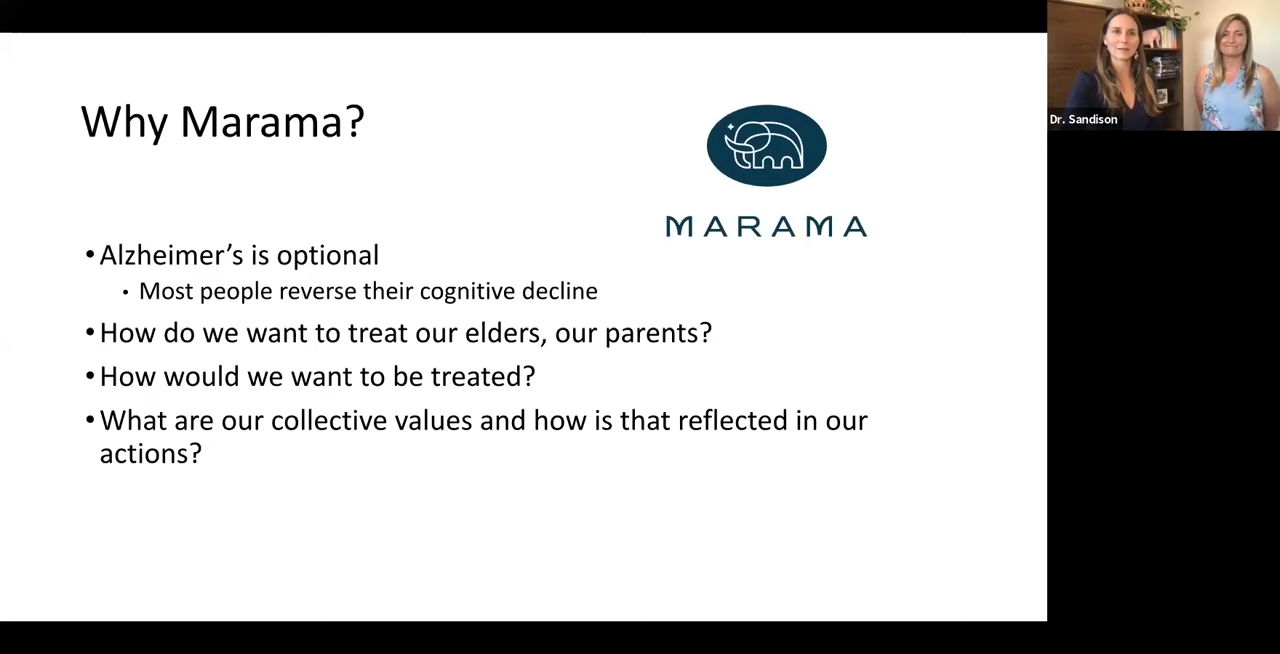 Why Marama?
MARAMA
•Alzheimer’s is optional
• Most people reverse their cognitive decline
•How do we want to treat our elders, our parents?
•How would we want to be treated?
•What are our collective values and how is that reflected in our
actions?
Dr. Sandison